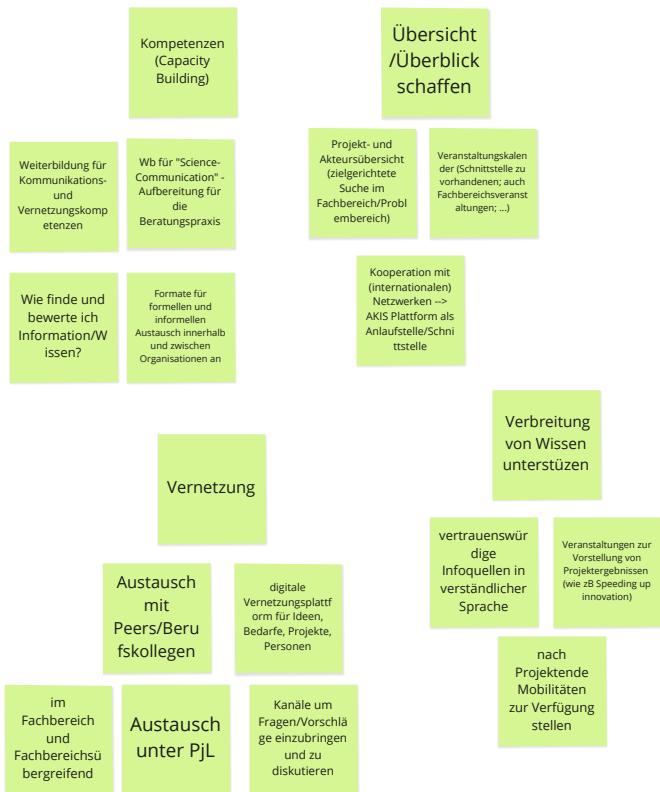 Kompetenzen
(Capacity
Building)
Weiterbildung für
Kommunikations-
und
Vernetzungskomp
etenzen
Wb für "Science-
Communication" -
Aufbereitung für
die
Beratungspraxis
Wie finde und
bewerte ich
Information/W
issen?
Formate für
formellen und
informellen
Austausch innerhalb
und zwischen
Organisationen an
Übersicht
/Überblick
schaffen
Projekt- und
Akteursübersicht
(zielgerichtete
Suche im
Fachbereich/Probl
embereich)
Veranstaltungskalen
der (Schnittstelle zu
vorhandenen; auch
Fachbereichsveranst
altungen; ...)
Kooperation mit
(internationalen)
Netzwerken -->
AKIS Plattform als
Anlaufstelle/Schni
ttstelle
Vernetzung
Austausch
mit
Peers/Beru
fskollegen
digitale
Vernetzungsplattf
orm für Ideen,
Bedarfe, Projekte,
Personen
im
Fachbereich
und
Fachbereichsü
bergreifend
Austausch
unter PjL
Kanäle um
Fragen/Vorschlä
ge einzubringen
und zu
diskutieren
Verbreitung
von Wissen
unterstüzen
vertrauenswür
dige
Infoquellen in
verständlicher
Sprache
Veranstaltungen zur
Vorstellung von
Projektergebnissen
(wie zB Speeding up
innovation)
nach
Projektende
Mobilitäten
zur Verfügung
stellen